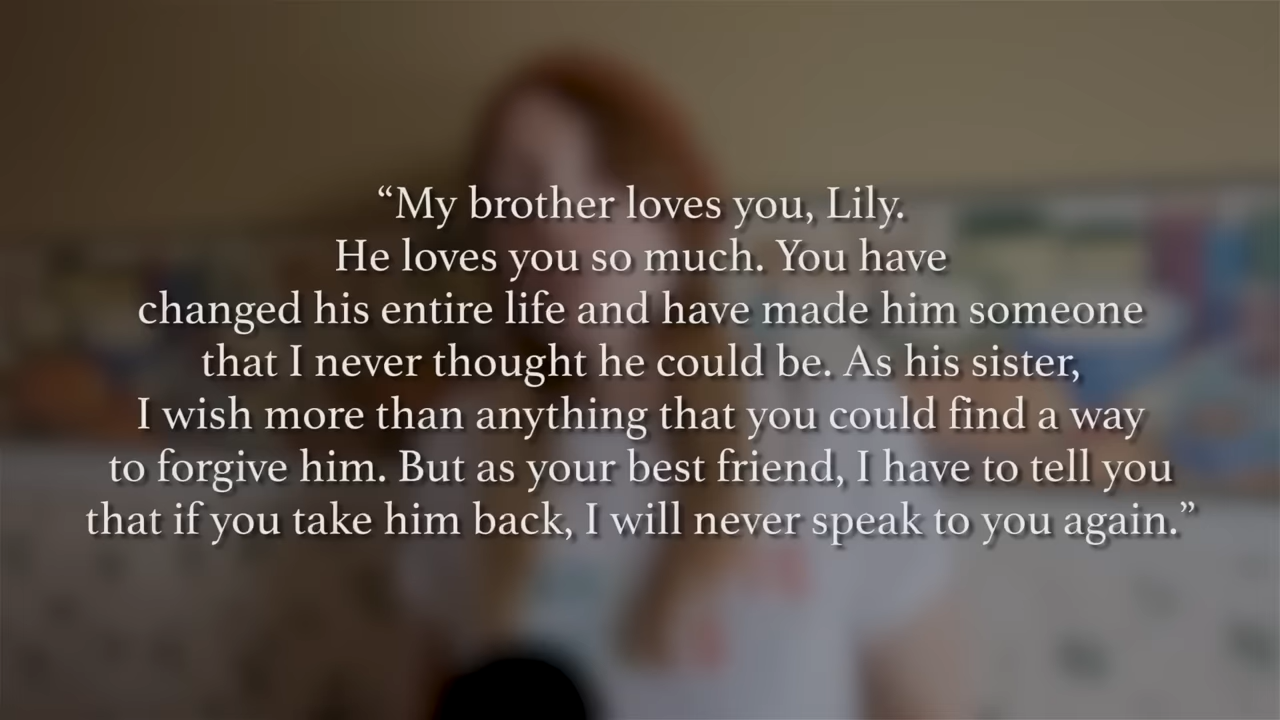 “My brother loves you, Lily.
He loves you so much. You have
changed his entire life and have made him someone
that I never thought he could be. As his sister,
I wish more than anything that you could find a way
to forgive him. But as your best friend, I have to tell you
that if you take him back, I will never speak to you again.”